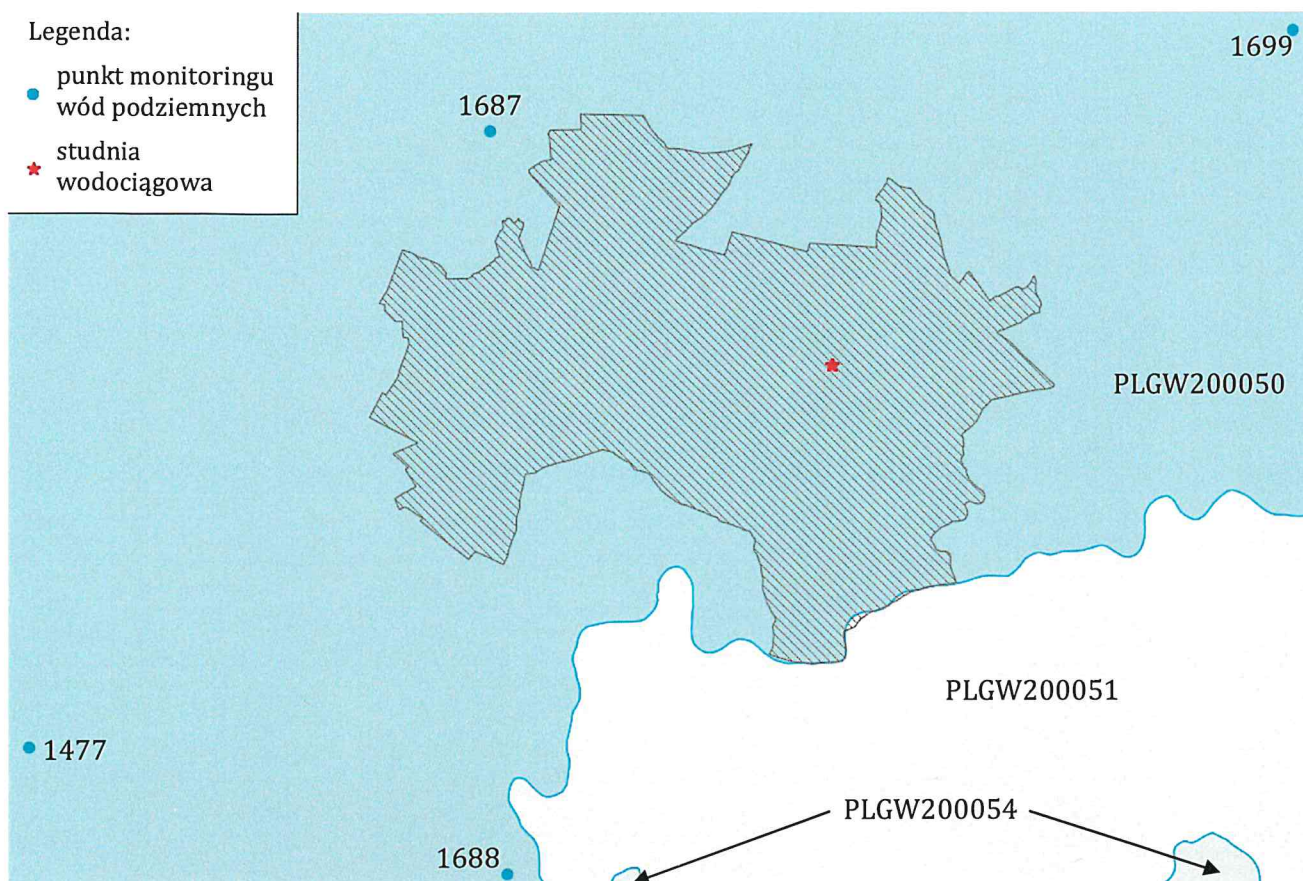 Legenda:
punkt monitoringu
wód podziemnych
studnia
wodociągowa
1699
1687
PLGW200050
PLGW200051
1477
PLGW200054
1688